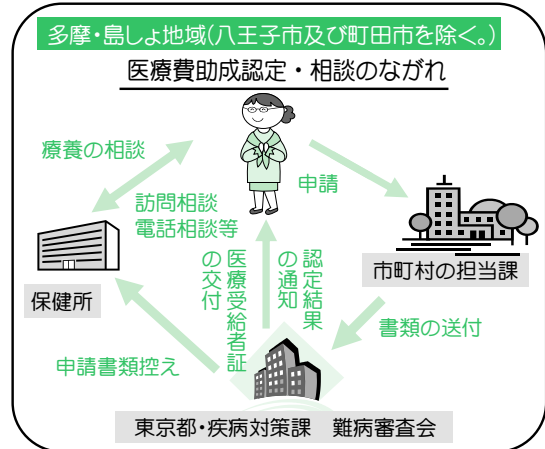 多摩・島しょ地域(八王子市及び町田市を除く。)
医療費助成認定・相談のながれ
療養の相談
訪問相談
電話相談等
申請
保健所
医療受給者証
の交付
認定結果
の通知
市町村の担当課
書類の送付
申請書類控え
東京都・疾病対策課 難病審査会